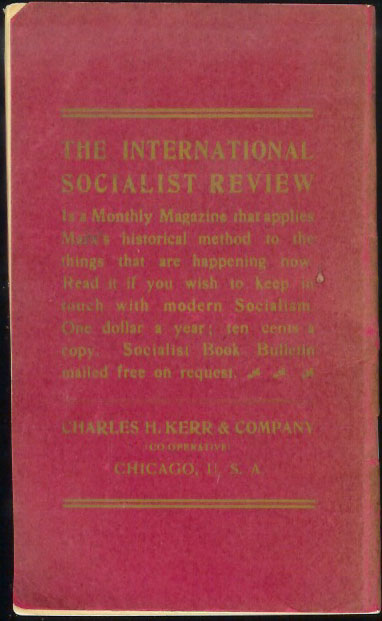 THE INTERNATIONAL
SOCIALIST REVIEW
Is a Monthly Magazine that applies
Marx's historical method to the
things that are happening now.
Read it if you wish to keep in
touch with modern Socialism.
One dollar a year; ten cents a
copy. Socialist Book Bulletin
mailed free on request.
CHARLES H. KERR & COMPANY
(CO-OPERATIVE)
CHICAGO, U. S. A.